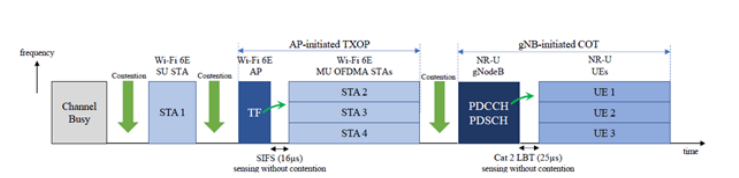 AP-initiated TXOP
gNB-initiated COT
frequency
Wi-Fi 6E
SU STA
Wi-Fi 6E
AP
Wi-Fi 6E
MU OFDMA STAs
NR-U
gNodeB
NR-U
UEs
Contention
Contention
Contention
Channel
Busy
STA 1
TF
STA 2
STA 3
STA 4
PDCCH
PDSCH
UE 1
UE 2
UE 3
time
SIFS (16µs)
sensing without contention
Cat 2 LBT (25µs)
sensing without contention